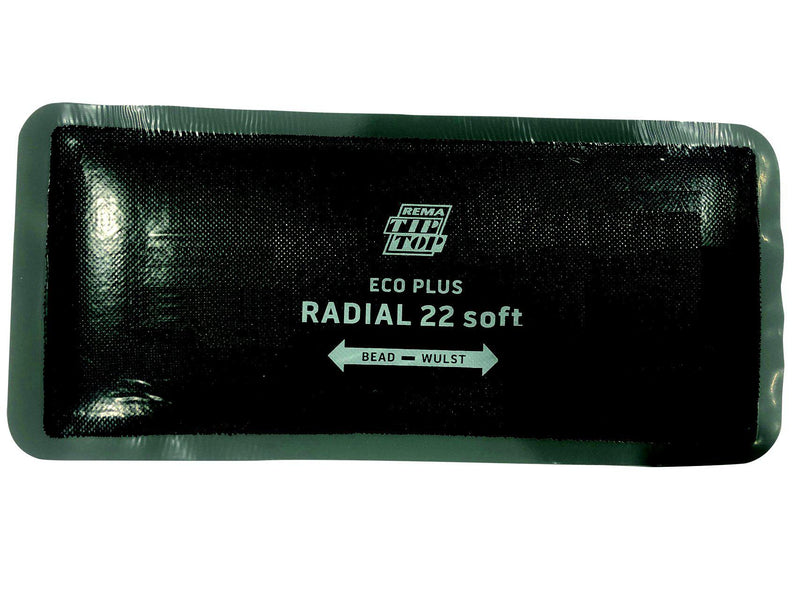 REMA
TIP
TOP
ECO PLUS
RADIAL 22 soft
BEAD — WULST